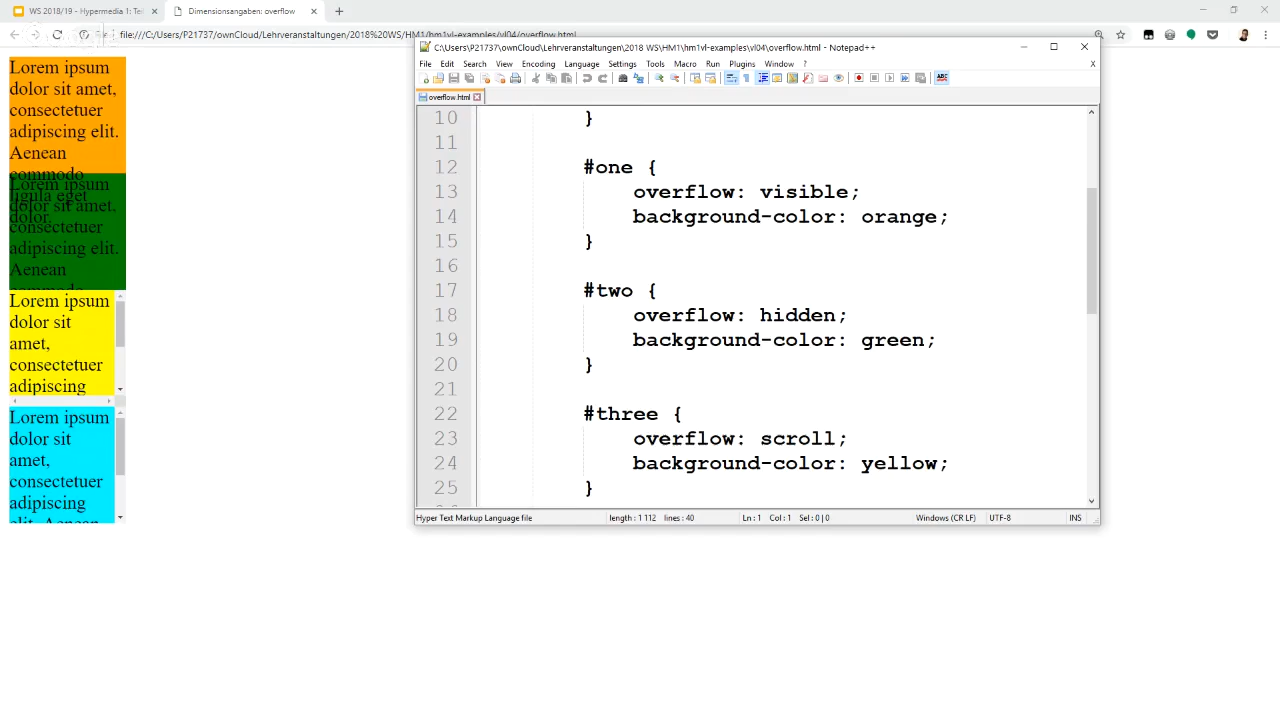 WS 2018/19 – Hypermedia 1: Teil
Dimensionsangaben: overflow
file:///C:/Users/P21737/ownCloud/Lehrveranstaltungen/2018%20WS/HM1/hm1vl-examples/vl04/overflow.html
C:\Users\P21737\ownCloud\Lehrveranstaltungen\2018 WS\HM1\hm1vl-examples\vl04\overflow.html - Notepad++
File Edit Search View Encoding Language Settings Tools Macro Run Plugins Window ? X
overflow.html
10 }
11
12 #one {
13 overflow: visible;
14 background-color: orange;
15 }
16
17 #two {
18 overflow: hidden;
19 background-color: green;
20 }
21
22 #three {
23 overflow: scroll;
24 background-color: yellow;
25 }
Hyper Text Markup Language file length : 1 112 lines : 40 Ln : 1 Col : 1 Sel : 0 | 0 Windows (CR LF) UTF-8 INS
Lorem ipsum
dolor sit amet,
consectetuer
adipiscing elit.
Aenean
commodo
ligula eget
dolor.
Lorem ipsum
dolor sit amet,
consectetuer
adipiscing elit.
Aenean
Lorem ipsum
dolor sit
amet,
consectetuer
adipiscing
Lorem ipsum
dolor sit
amet,
consectetuer
adipiscing
elit. Aenean